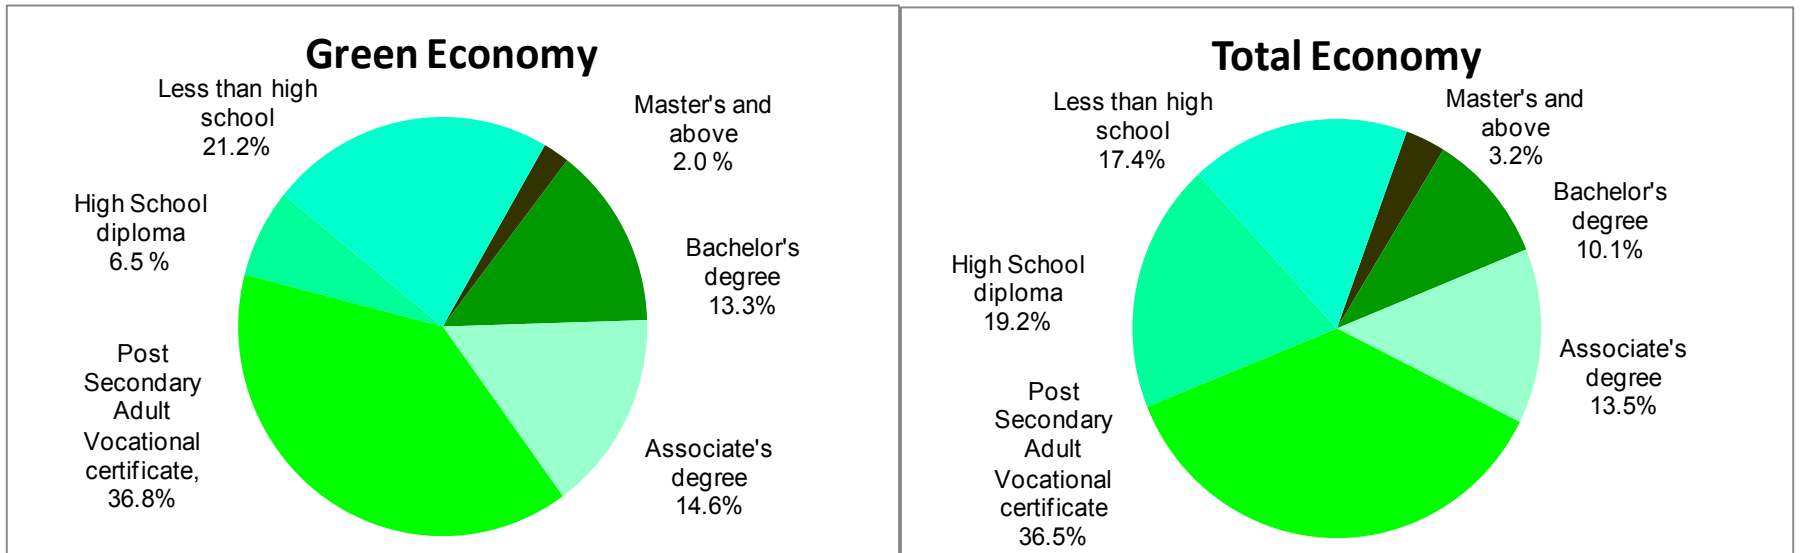 Green Economy
Less than high
school
21.2%
Master's and
above
2.0 %
High School
diploma
6.5 %
Bachelor's
degree
13.3%
Post
Secondary
Adult
Vocational
certificate,
36.8%
Associate's
degree
14.6%
Total Economy
Less than high
school
17.4%
Master's and
above
3.2%
Bachelor's
degree
10.1%
High School
diploma
19.2%
Associate's
degree
13.5%
Post
Secondary
Adult
Vocational
certificate
36.5%